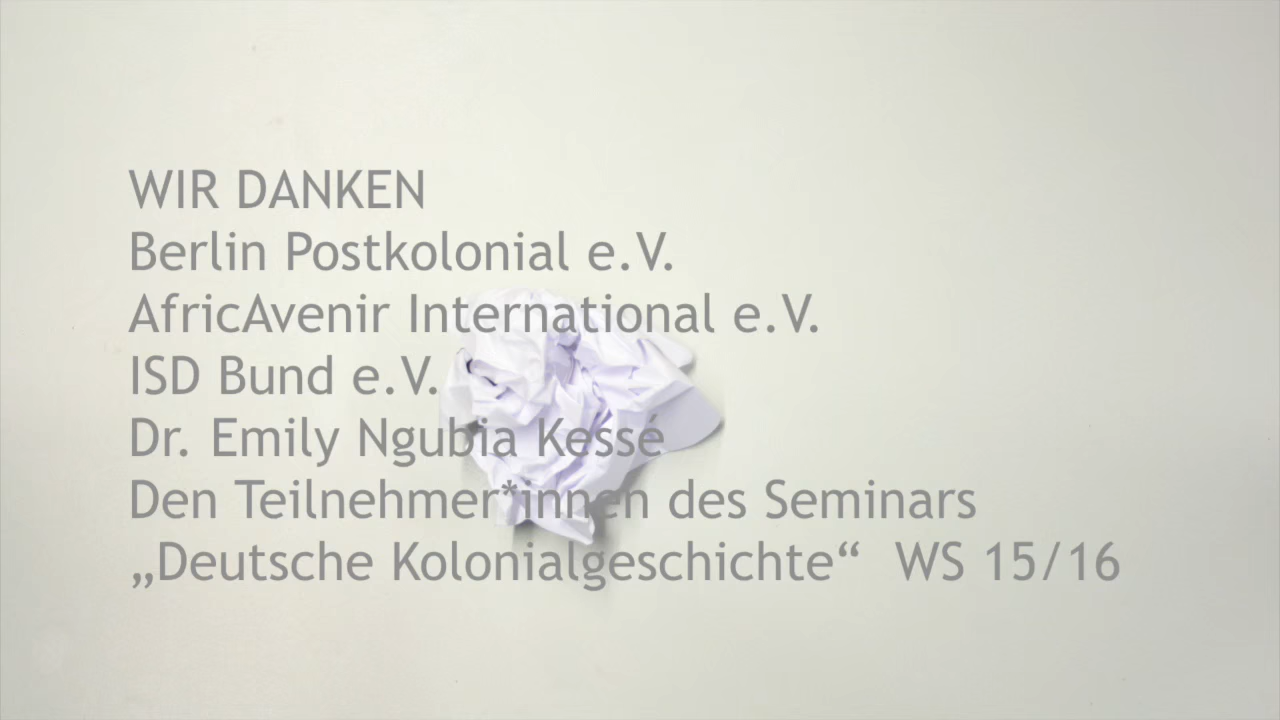 WIR DANKEN
Berlin Postkolonial e.V.
AfricAvenir International e.V.
ISD Bund e.V.
Dr. Emily Ngubia Kessé
Den Teilnehmer*innen des Seminars
„Deutsche Kolonialgeschichte“ WS 15/16